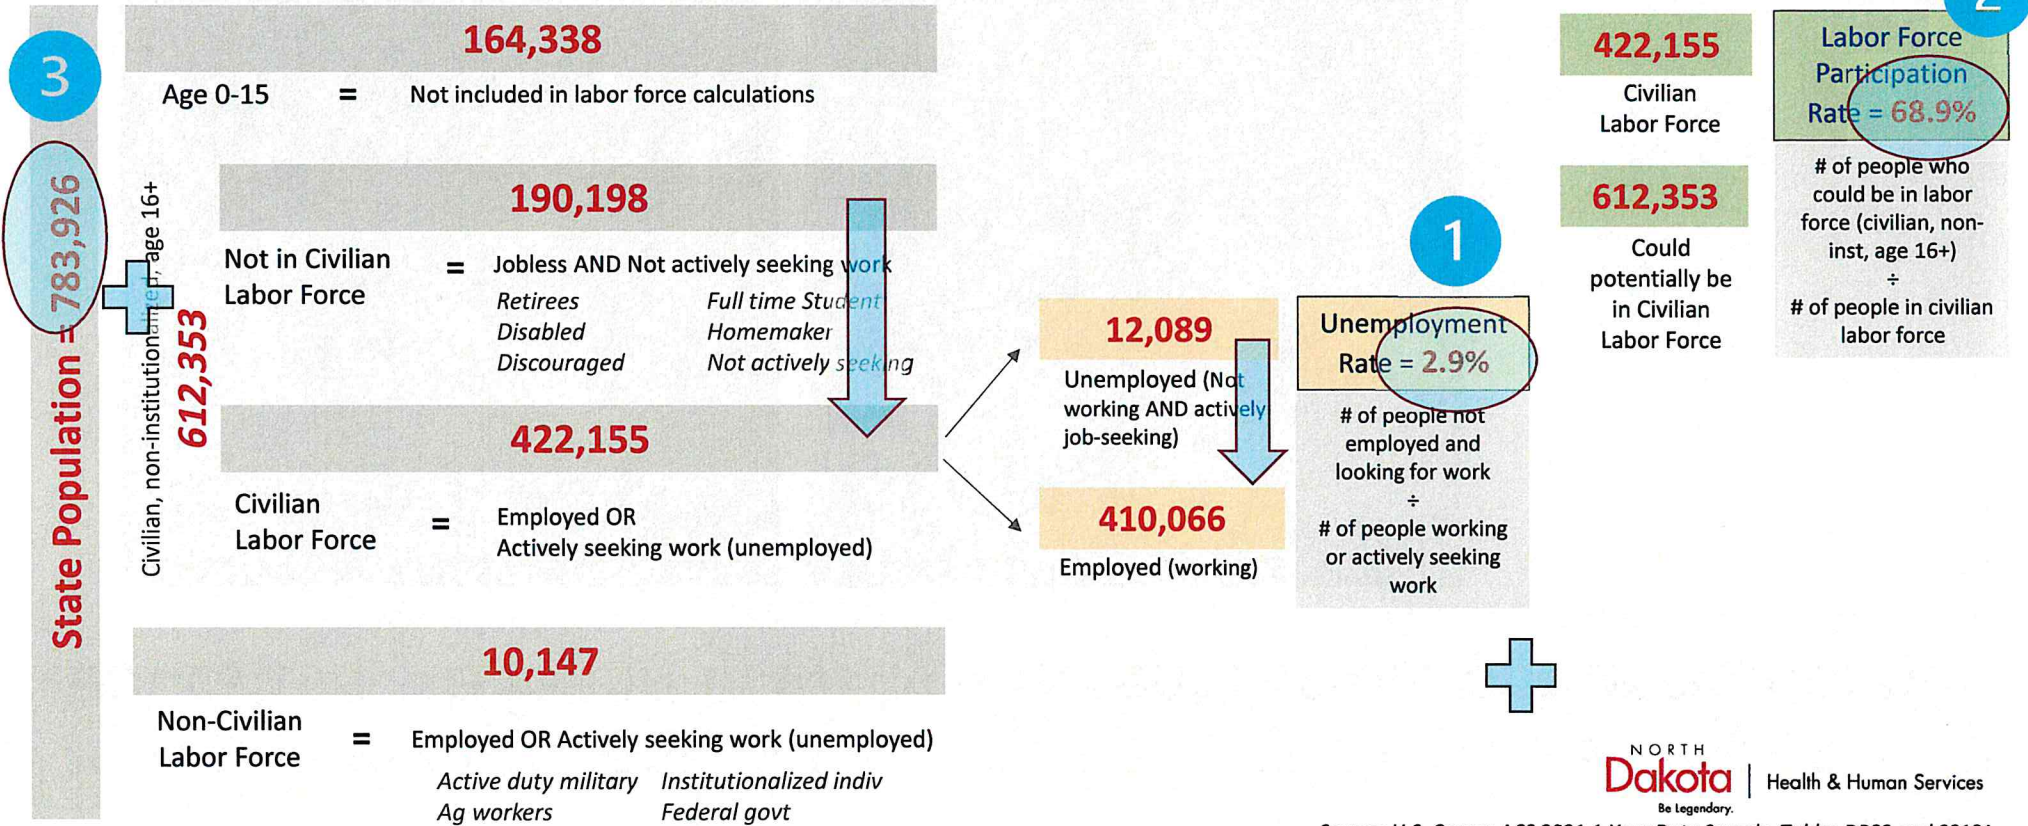 3
State Population = 783,926
164,338
Age 0-15 = Not included in labor force calculations
Civilian, non-institutionalized, age 16+
612,353
190,198
Not in Civilian
Labor Force
= Jobless AND Not actively seeking work
Retirees Full time Student
Disabled Homemaker
Discouraged Not actively seeking
422,155
Civilian
Labor Force
= Employed OR
Actively seeking work (unemployed)
10,147
Non-Civilian
Labor Force
= Employed OR Actively seeking work (unemployed)
Active duty military Institutionalized indiv
Ag workers Federal govt
12,089
Unemployed (Not
working AND actively
job-seeking)
410,066
Employed (working)
1
Unemployment
Rate = 2.9%
# of people not
employed and
looking for work
÷
# of people working
or actively seeking
work
422,155
Civilian
Labor Force
612,353
Could
potentially be
in Civilian
Labor Force
2
Labor Force
Participation
Rate = 68.9%
# of people who
could be in labor
force (civilian, non-
inst, age 16+)
÷
# of people in civilian
labor force
NORTH
Dakota | Health & Human Services
Be Legendary.